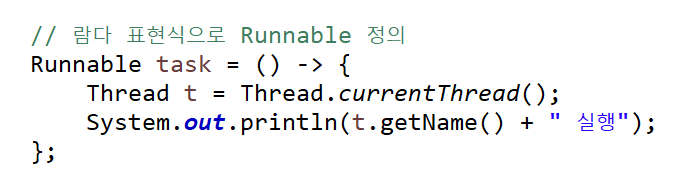 // 람다 표현식으로 Runnable 정의
Runnable task = () -> {
    Thread t = Thread.currentThread();
    System.out.println(t.getName() + " 실행");
};